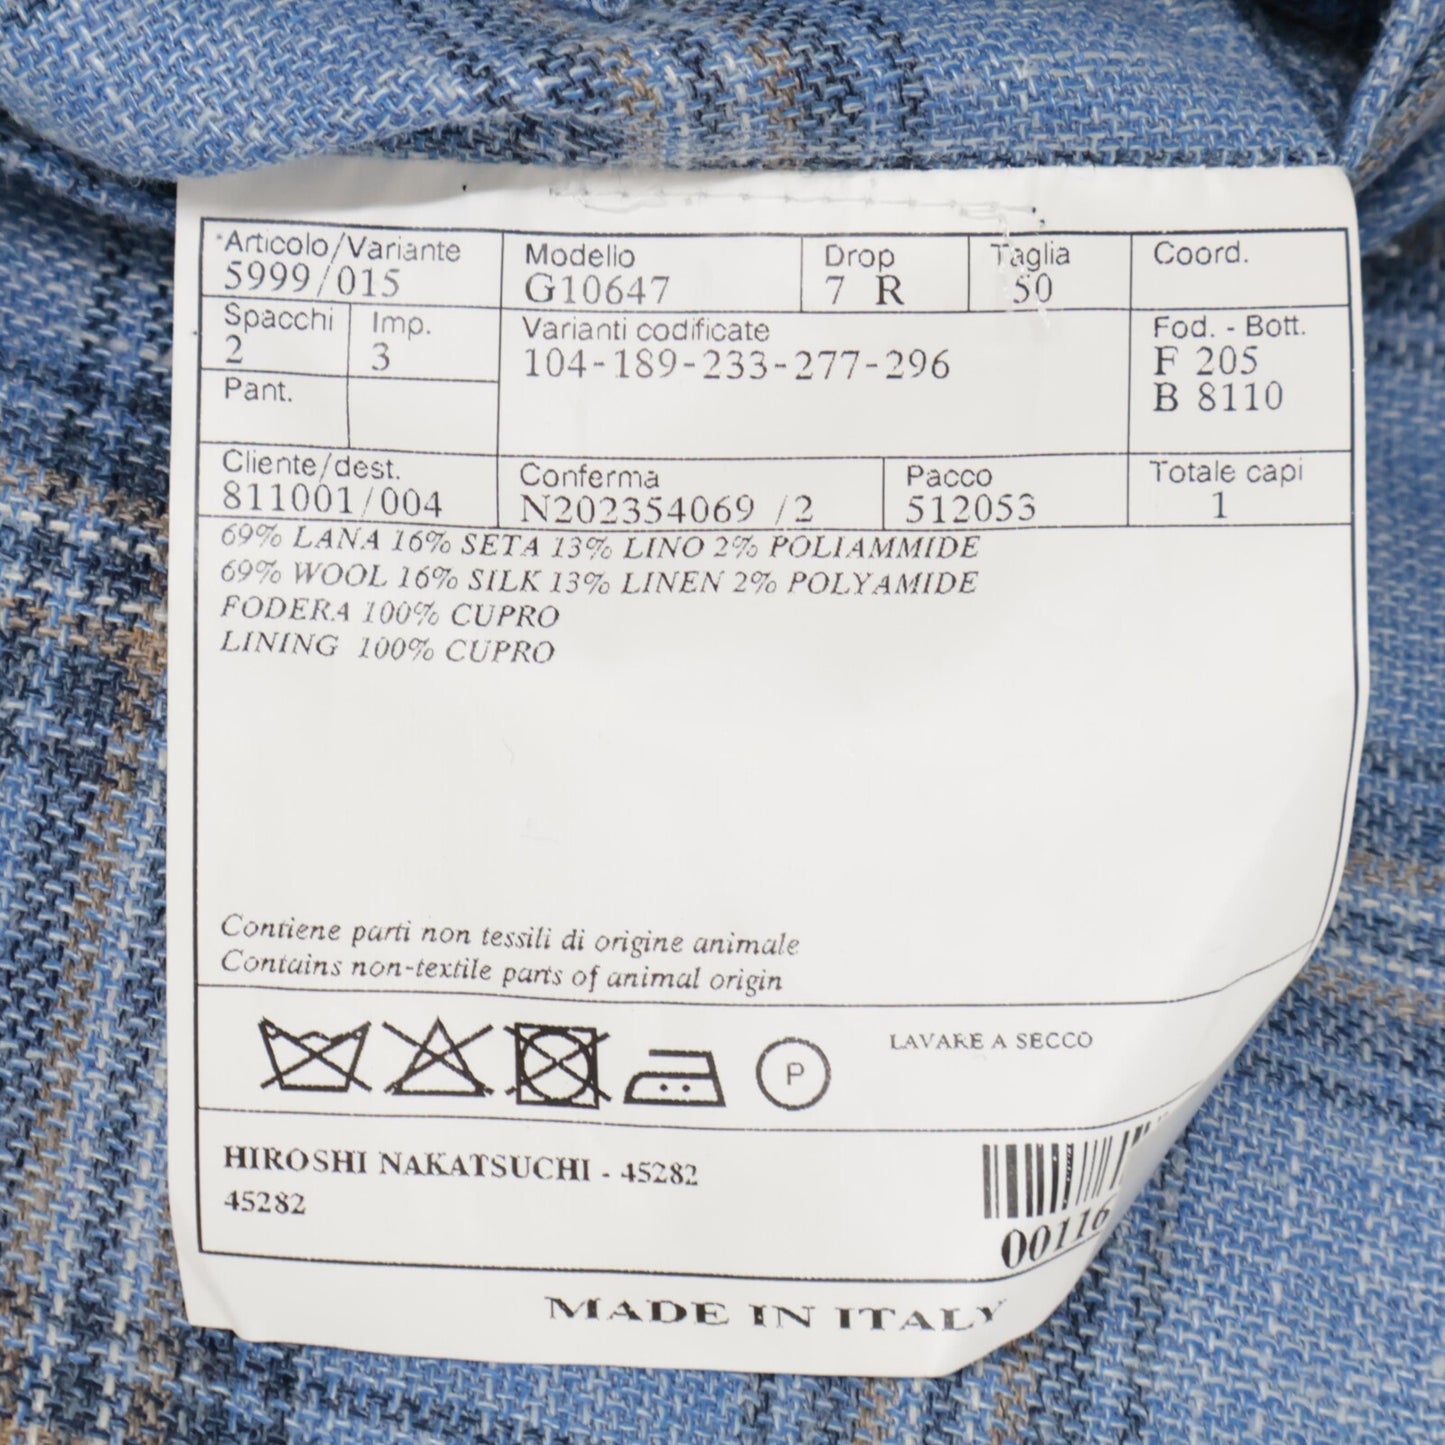 Articolo/Variante Modello Drop Taglia Coord.
5999/015 G10647 7 R 50
Spacchi Imp. Varianti codificate Fod. - Bott.
2 3 104-189-233-277-296 F 205
B 8110
Pant.
Cliente/dest. Conferma Pacco Totale capi
811001/004 N202354069 /2 512053 1
69% LANA 16% SETA 13% LINO 2% POLIAMMIDE
69% WOOL 16% SILK 13% LINEN 2% POLYAMIDE
FODERA 100% CUPRO
LINING 100% CUPRO
Contiene parti non tessili di origine animale
Contains non-textile parts of animal origin
P LAVARE A SECCO
HIROSHI NAKATSUCHI - 45282
45282
00116
MADE IN ITALY